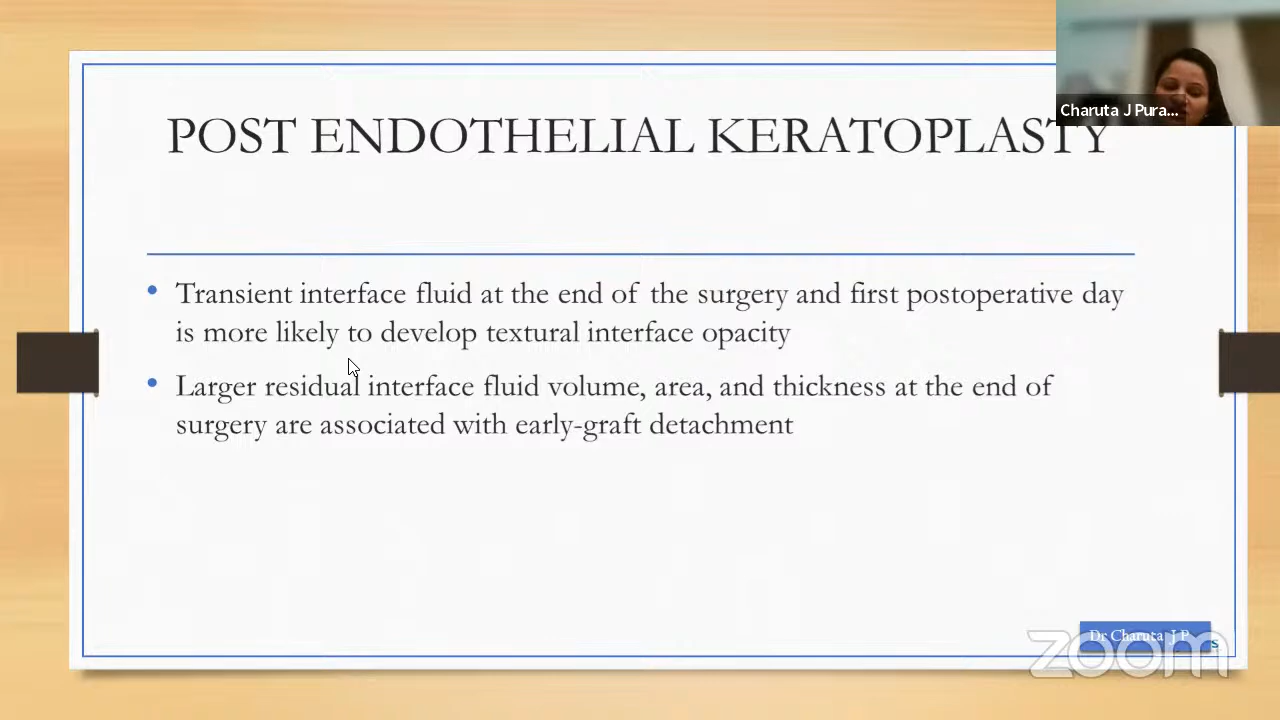 Charuta J Pura...
POST ENDOTHELIAL KERATOPLASTY
• Transient interface fluid at the end of the surgery and first postoperative day
is more likely to develop textural interface opacity
• Larger residual interface fluid volume, area, and thickness at the end of
surgery are associated with early-graft detachment
Dr Charuta J P
s
zoom